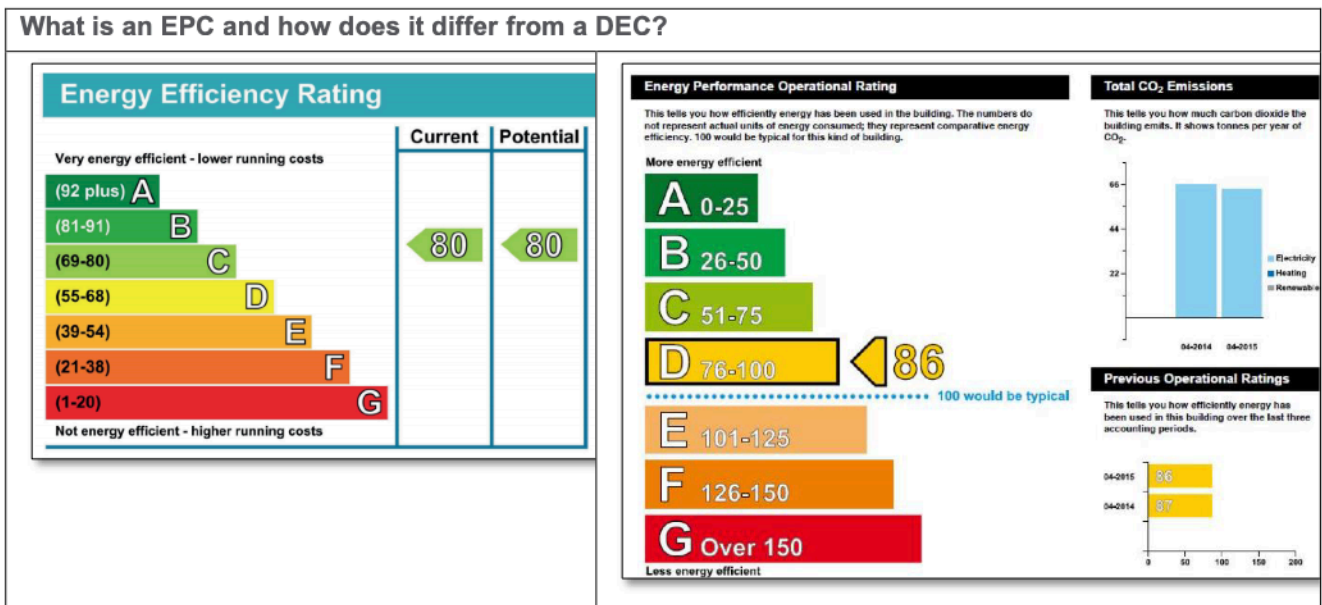 What is an EPC and how does it differ from a DEC?
Energy Efficiency Rating
Current
Potential
Very energy efficient - lower running costs
(92 plus) A
(81-91) B
(69-80) C
(55-68) D
(39-54) E
(21-38) F
(1-20) G
80
80
Not energy efficient - higher running costs
Energy Performance Operational Rating
This tells you how efficiently energy has been used in the building. The numbers do
not represent actual units of energy consumed; they represent comparative energy
efficiency. 100 would be typical for this kind of building.
More energy efficient
A 0-25
B 26-50
C 51-75
D 76-100
86
100 would be typical
E 101-125
F 126-150
G Over 150
Less energy efficient
Total CO₂ Emissions
This tells you how much carbon dioxide the
building emits. It shows tonnes per year of
CO₂.
66
44
22
Electricity
Heating
Renewable
04-2014
04-2015
Previous Operational Ratings
This tells you how efficiently energy has
been used in this building over the last three
accounting periods.
04-2015
86
04-2014
87
0
50
100
150
200